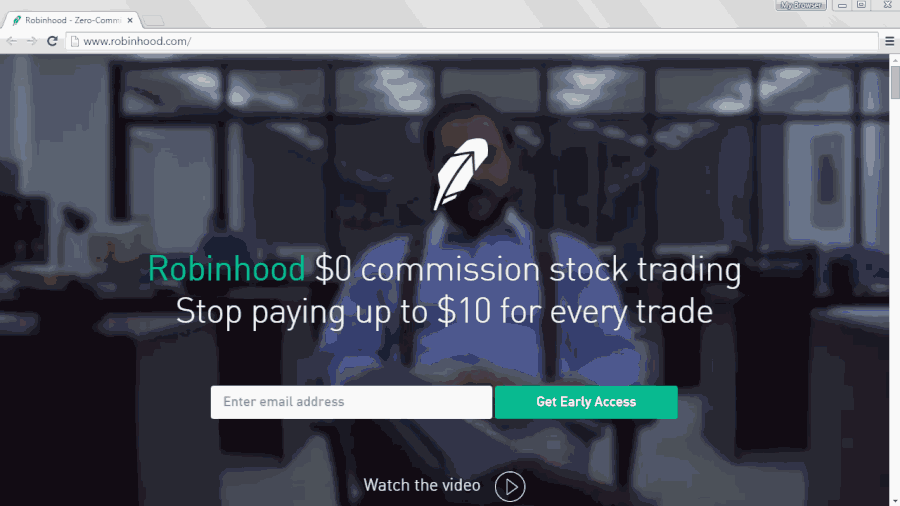 My Browser
Robinhood - Zero-Commi
www.robinhood.com/
Robinhood $0 commission stock trading
Stop paying up to $10 for every trade
Enter email address
Get Early Access
Watch the video